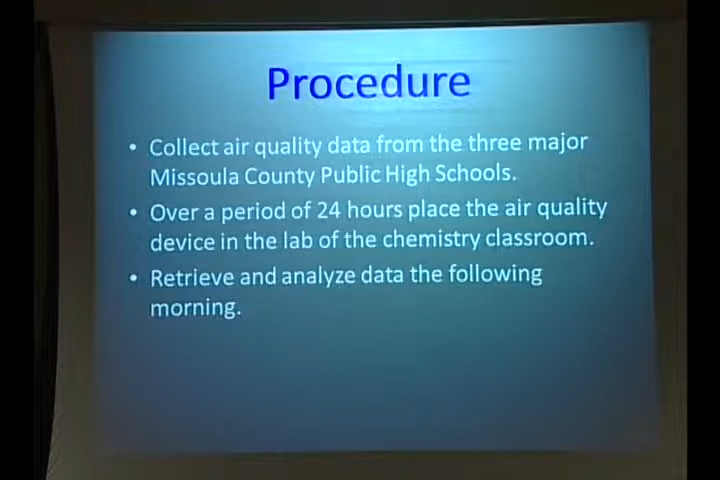 Procedure
• Collect air quality data from the three major
Missoula County Public High Schools.
• Over a period of 24 hours place the air quality
device in the lab of the chemistry classroom.
• Retrieve and analyze data the following
morning.